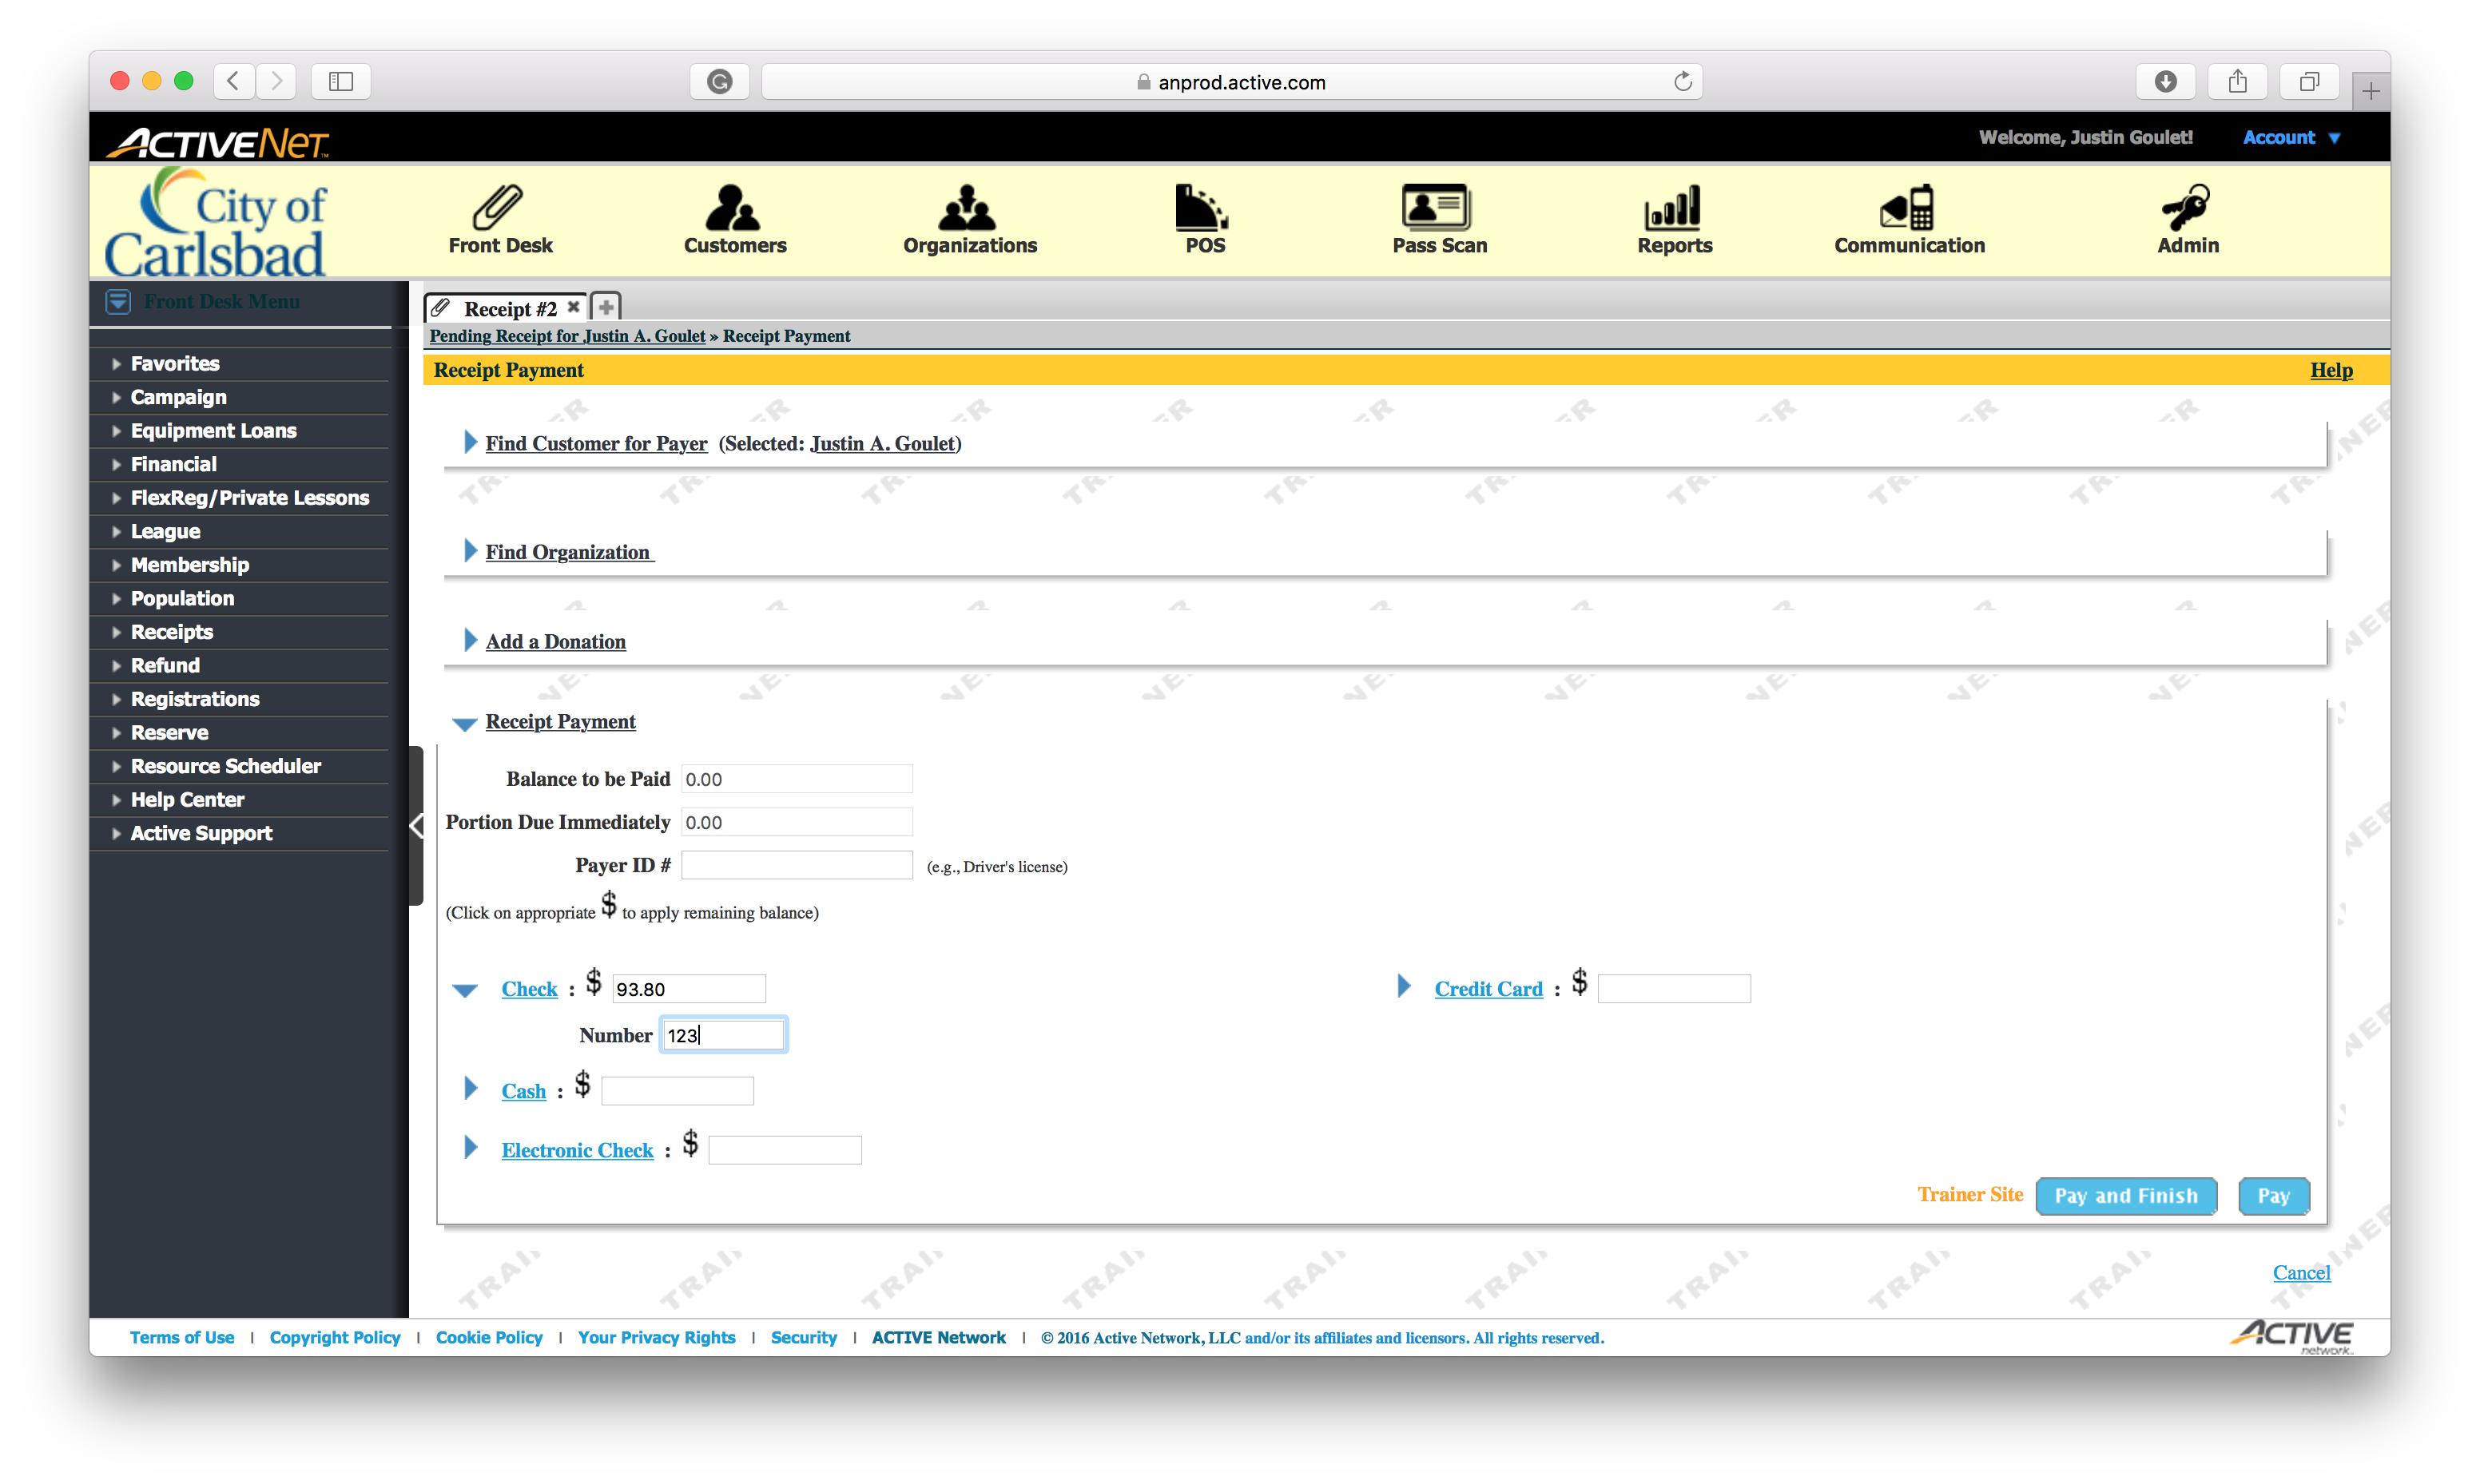 anprod.active.com
ACTIVENET
Welcome, Justin Goulet!
Account
City of
Carlsbad
Front Desk
Customers
Organizations
POS
Pass Scan
Reports
Communication
Admin
Front Desk Menu
Favorites
Campaign
Equipment Loans
Financial
FlexReg/Private Lessons
League
Membership
Population
Receipts
Refund
Registrations
Reserve
Resource Scheduler
Help Center
Active Support
Receipt #2
Pending Receipt for Justin A. Goulet » Receipt Payment
Receipt Payment
Help
Find Customer for Payer (Selected: Justin A. Goulet)
Find Organization
Add a Donation
Receipt Payment
Balance to be Paid 0.00
Portion Due Immediately 0.00
Payer ID # (e.g., Driver's license)
(Click on appropriate $ to apply remaining balance)
Check : $ 93.80
Credit Card : $
Number 123
Cash : $
Electronic Check : $
Trainer Site
Pay and Finish
Pay
Cancel
Terms of Use | Copyright Policy | Cookie Policy | Your Privacy Rights | Security | ACTIVE Network | © 2016 Active Network, LLC and/or its affiliates and licensors. All rights reserved.
ACTIVE
network